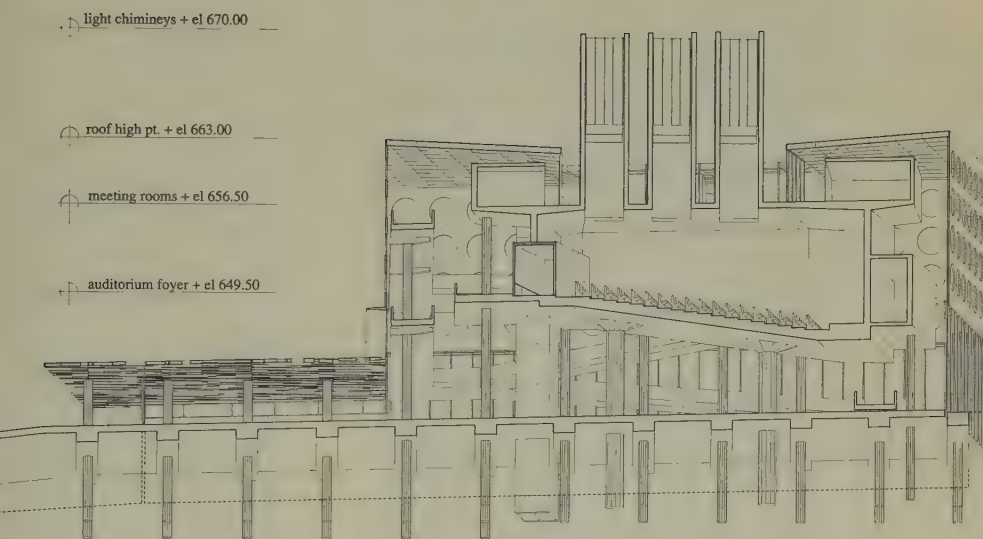 light chimineys + el 670.00
roof high pt. + el 663.00
meeting rooms + el 656.50
auditorium foyer + el 649.50